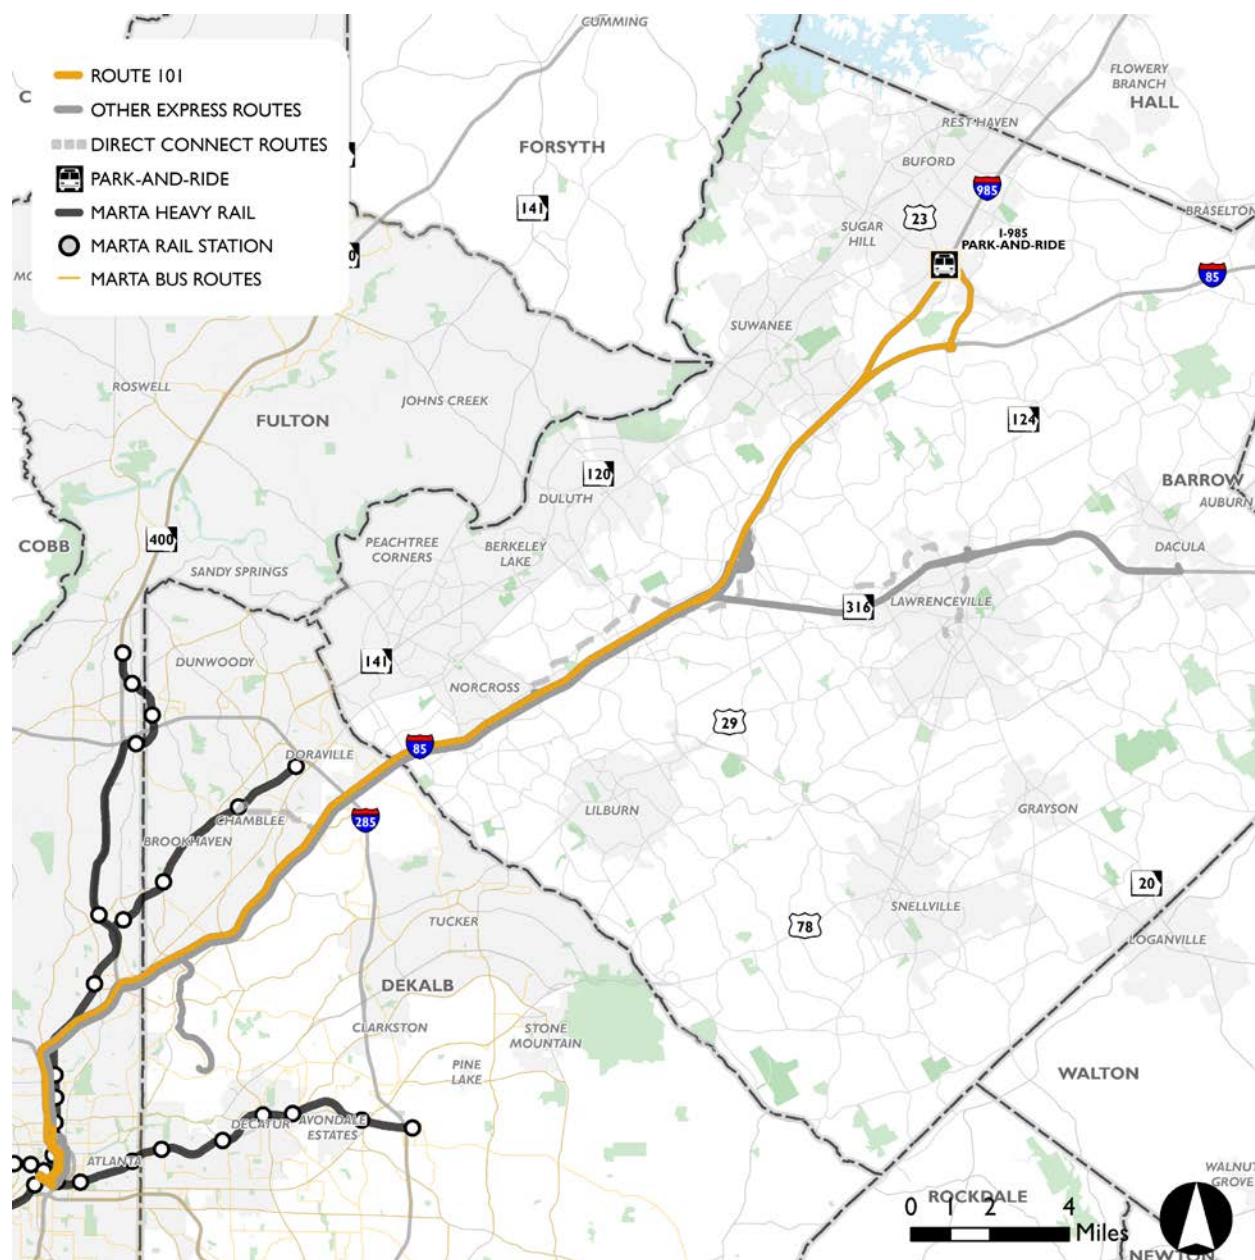 CUMMING
ROUTE 101
OTHER EXPRESS ROUTES
DIRECT CONNECT ROUTES
PARK-AND-RIDE
MARTA HEAVY RAIL
MARTA RAIL STATION
MARTA BUS ROUTES
C
FLOWERY
BRANCH
HALL
REST HAVEN
FORSYTH
BUFORD
985
141
23
BRASELTON
SUGAR
HILL
I-985
PARK-AND-RIDE
85
SUWANEE
ROSWELL
JOHNS CREEK
FULTON
124
120
DULUTH
BARROW
AUBURN
COBB
400
PEACHTREE
CORNERS
BERKELEY
LAKE
DACULA
SANDY SPRINGS
316
LAWRENCEVILLE
DUNWOODY
141
NORCROSS
29
85
DORAVILLE
285
CHAMBLEE
BROOKHAVEN
LILBURN
GRAYSON
20
SNELLVILLE
78
TUCKER
LOGANVILLE
DEKALB
CLARKSTON
STONE
MOUNTAIN
PINE
LAKE
WALTON
DECATUR
AVONDALE
ESTATES
ATLANTA
WALNUT
GROVE
ROCKDALE
0 1 2 4
Miles
NEWTON